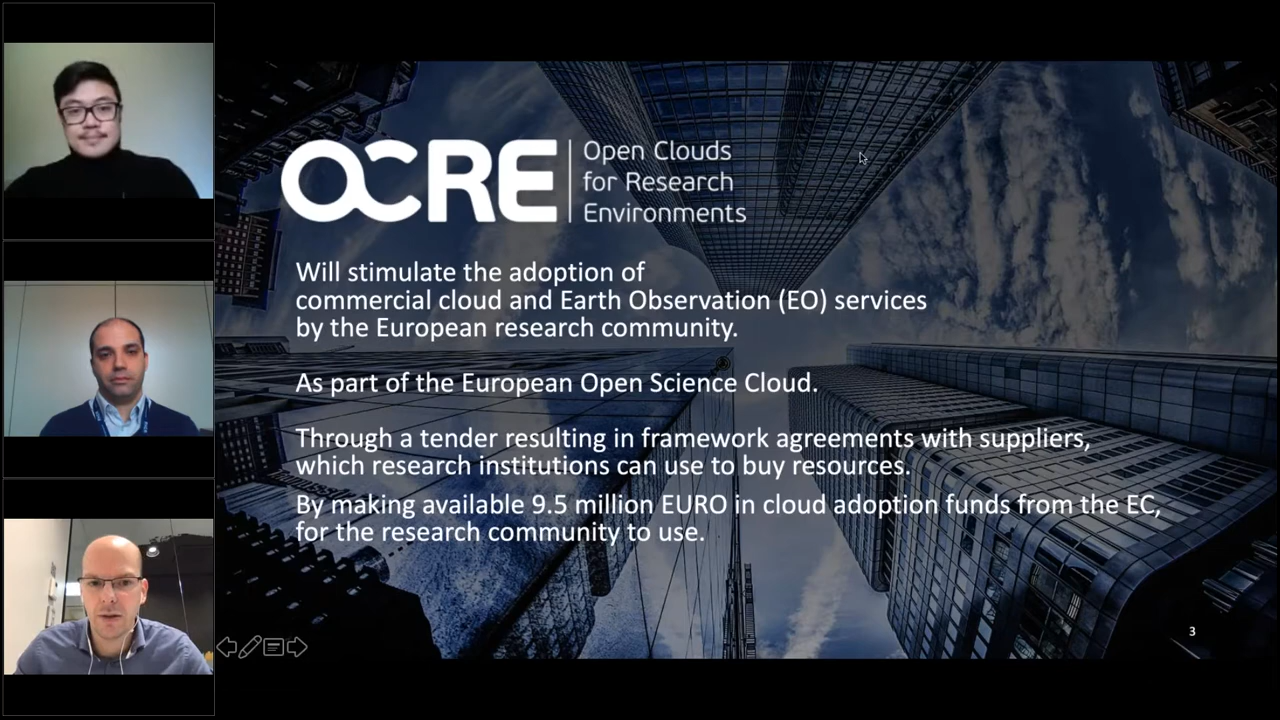 OCRE
Open Clouds
for Research
Environments
Will stimulate the adoption of
commercial cloud and Earth Observation (EO) services
by the European research community.
As part of the European Open Science Cloud.
Through a tender resulting in framework agreements with suppliers,
which research institutions can use to buy resources.
By making available 9.5 million EURO in cloud adoption funds from the EC,
for the research community to use.
3